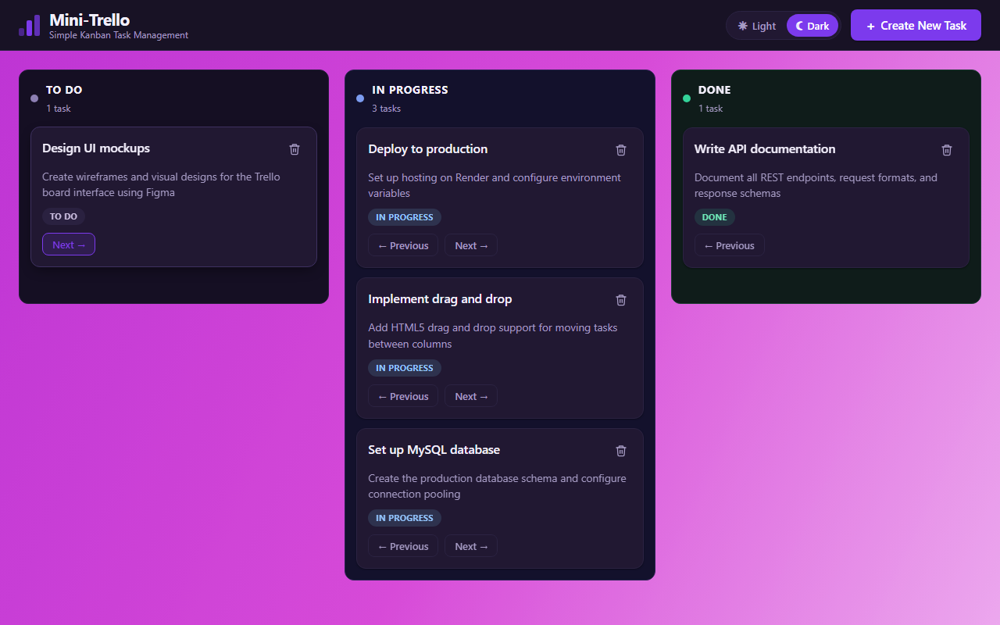 Mini-Trello
Simple Kanban Task Management
Light
Dark
+ Create New Task
TO DO
1 task
Design UI mockups
Create wireframes and visual designs for the Trello
board interface using Figma
TO DO
Next →
IN PROGRESS
3 tasks
Deploy to production
Set up hosting on Render and configure environment
variables
IN PROGRESS
← Previous
Next →
Implement drag and drop
Add HTML5 drag and drop support for moving tasks
between columns
IN PROGRESS
← Previous
Next →
Set up MySQL database
Create the production database schema and configure
connection pooling
IN PROGRESS
← Previous
Next →
DONE
1 task
Write API documentation
Document all REST endpoints, request formats, and
response schemas
DONE
← Previous